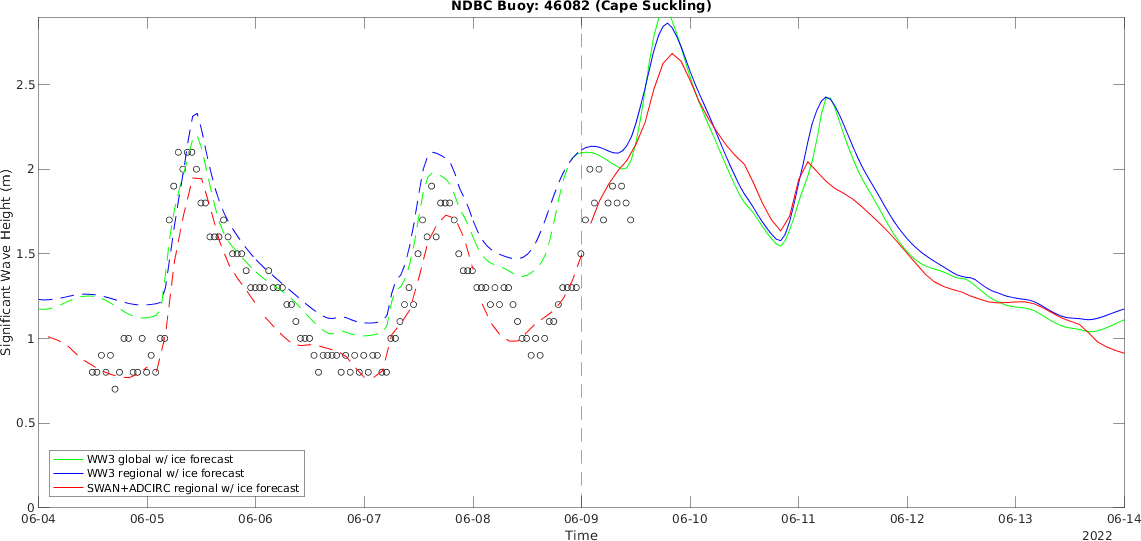 NDBC Buoy: 46082 (Cape Suckling)
Significant Wave Height (m)
2.5
2
1.5
1
0.5
0
WW3 global w/ ice forecast
WW3 regional w/ ice forecast
SWAN+ADCIRC regional w/ ice forecast
06-04 06-05 06-06 06-07 06-08 06-09 06-10 06-11 06-12 06-13 06-14
Time
2022